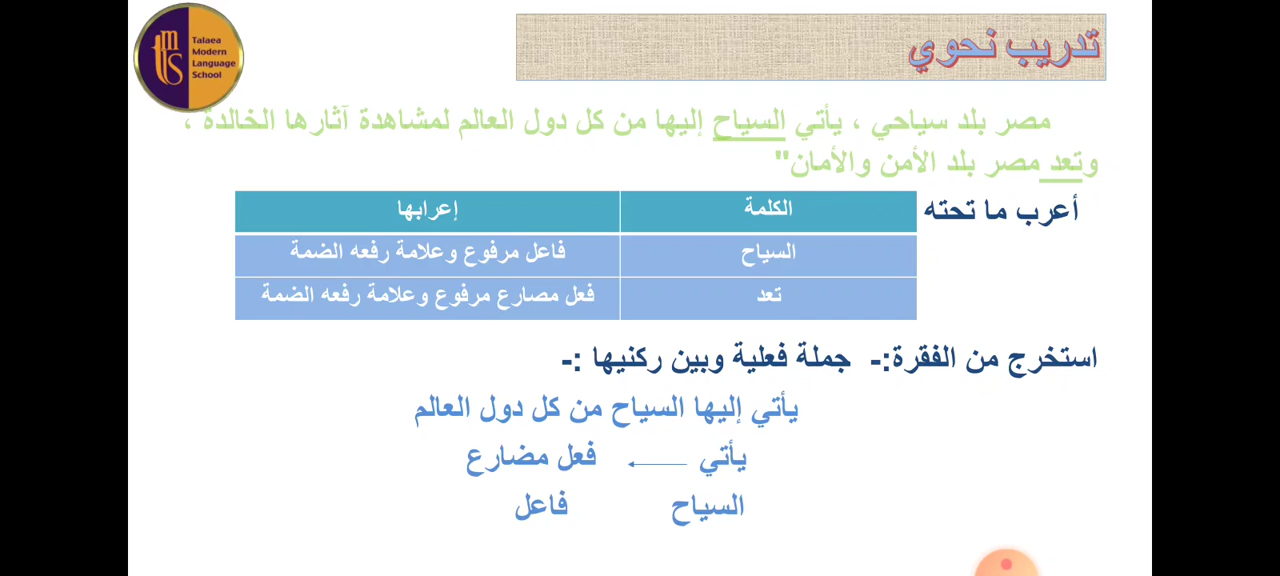 Talaea
Modern
Language
School
تدريب نحوي
مصر بلد سياحي ، يأتي السياح إليها من كل دول العالم لمشاهدة آثارها الخالدة ،
وتعد مصر بلد الأمن والأمان"
أعرب ما تحته
الكلمة إعرابها
السياح فاعل مرفوع وعلامة رفعه الضمة
تعد فعل مصارع مرفوع وعلامة رفعه الضمة
استخرج من الفقرة:- جملة فعلية وبين ركنيها :-
يأتي إليها السياح من كل دول العالم
يأتي فعل مضارع
السياح فاعل